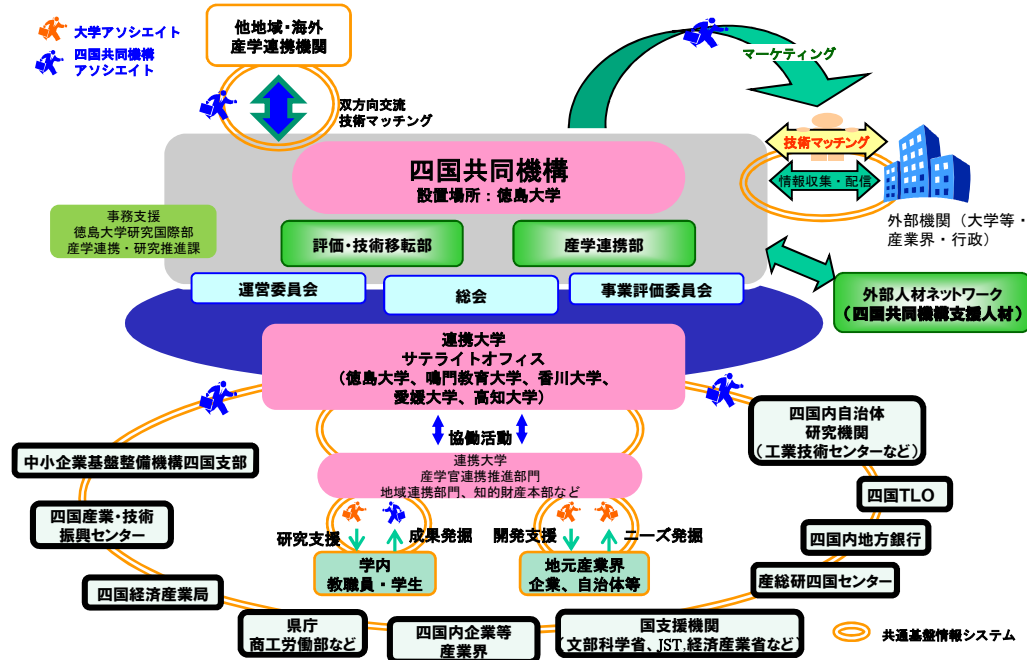 大学アソシエイト
四国共同機構
アソシエイト
他地域・海外
産学連携機関
双方向交流
技術マッチング
マーケティング
技術マッチング
情報収集・配信
外部機関（大学等・
産業界・行政）
四国共同機構
設置場所：徳島大学
事務支援
徳島大学研究国際部
産学連携・研究推進課
評価・技術移転部
産学連携部
運営委員会
総会
事業評価委員会
外部人材ネットワーク
（四国共同機構支援人材）
連携大学
サテライトオフィス
（徳島大学、鳴門教育大学、香川大学、
愛媛大学、高知大学）
協働活動
連携大学
産学官連携推進部門
地域連携部門、知的財産本部など
研究支援
成果発掘
開発支援
ニーズ発掘
学内
教職員・学生
地元産業界
企業、自治体等
中小企業基盤整備機構四国支部
四国産業・技術
振興センター
四国経済産業局
県庁
商工労働部など
四国内企業等
産業界
国支援機関
（文部科学省、JST,経済産業省など）
産総研四国センター
四国内地方銀行
四国TLO
四国内自治体
研究機関
（工業技術センターなど）
共通基盤情報システム